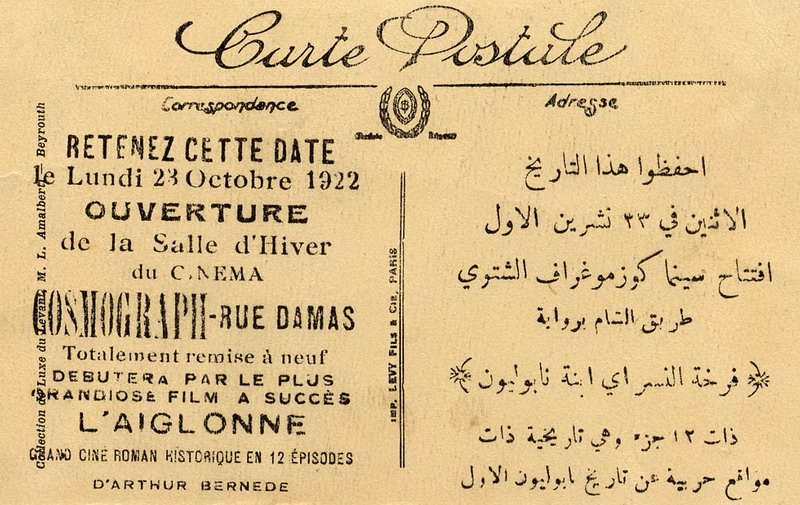 Carte Postale
Correspondance
Adresse
RETENEZ CETTE DATE
le Lundi 23 Octobre 1922
OUVERTURE
de la Salle d'Hiver
du CINEMA
COSMOGRAPH-RUE DAMAS
Totalement remise à neuf
DEBUTERA PAR LE PLUS
GRANDIOSE FILM A SUCCÈS
L'AIGLONNE
GRAND CINÉ ROMAN HISTORIQUE EN 12 ÉPISODES
D'ARTHUR BERNEDE
Collection de Luxe du Levant, M. L. Amalberti — Beyrouth
IMP. LEVY FILS & Cie, PARIS
احفظوا هذا التاريخ
الاثنين في ٢٣ تشرين الاول
افتتاح سينما كوزموغراف الشتوي
طريق الشام برواية
﴿ فرخة النسر اي ابنة نابوليون ﴾
ذات ١٢ جزء وهي تاريخية ذات
مواقع حربية عن تاريخ نابوليون الاول